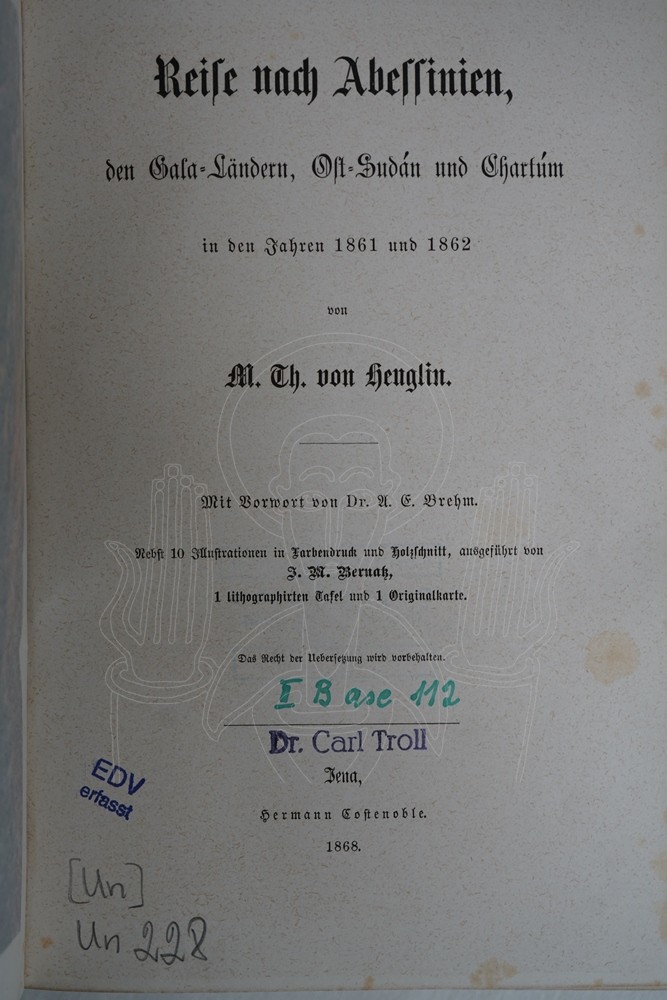 Reise nach Abessinien,
den Gala-Ländern, Ost-Sudán und Chartúm
in den Jahren 1861 und 1862
von
M. Th. von Heuglin.
Mit Vorwort von Dr. A. E. Brehm.
Nebst 10 Illustrationen in Farbendruck und Holzschnitt, ausgeführt von
J. M. Bernatz,
1 lithographirten Tafel und 1 Originalkarte.
Das Recht der Uebersetzung wird vorbehalten.
I B ase 112
Dr. Carl Troll
EDV
erfasst
Jena,
Hermann Costenoble.
1868.
[Un]
Un 228